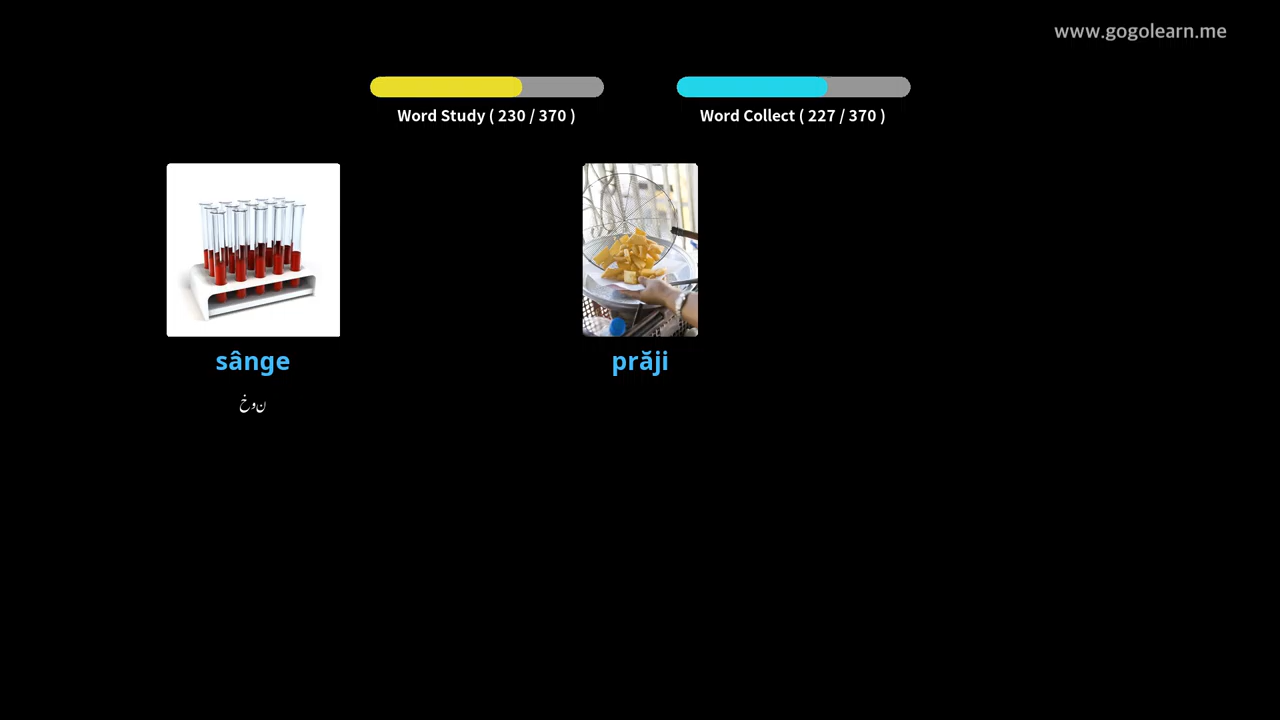 www.gogolearn.me
Word Study ( 230 / 370 )
Word Collect ( 227 / 370 )
sânge
prăji
خون